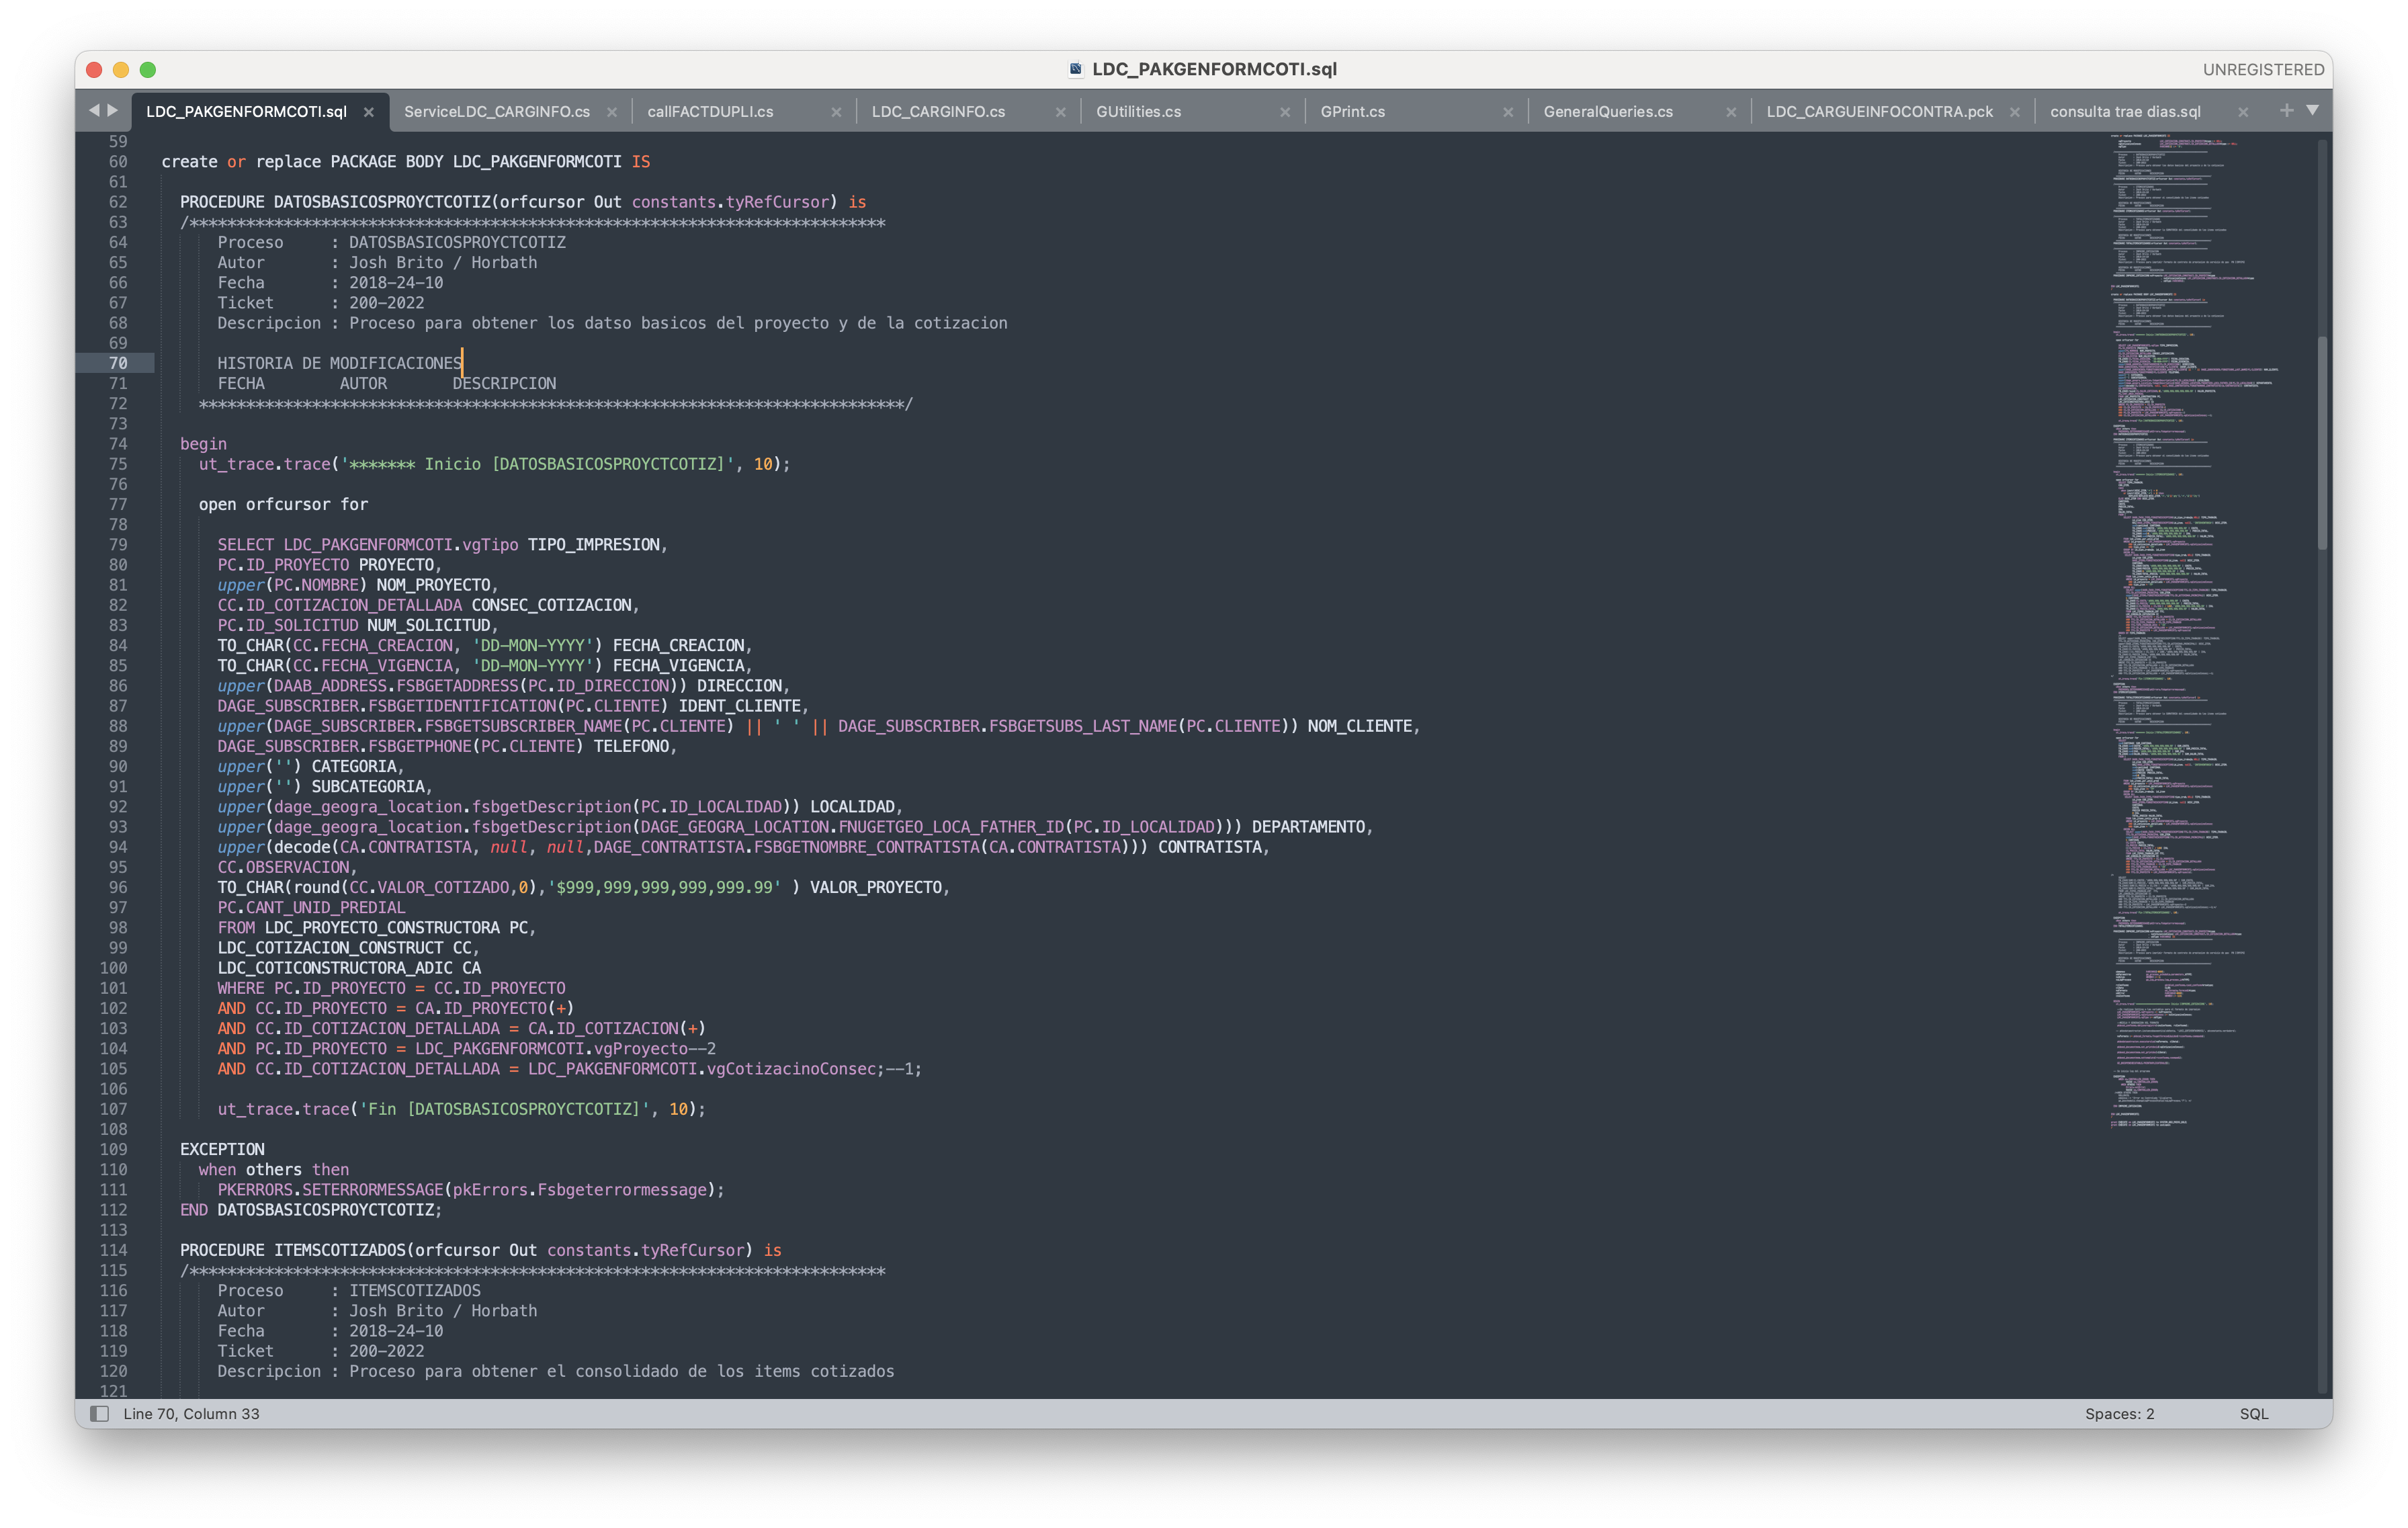 LDC_PAKGENFORMCOTI.sql
UNREGISTERED
LDC_PAKGENFORMCOTI.sql ServiceLDC_CARGINFO.cs callFACTDUPLI.cs LDC_CARGINFO.cs GUtilities.cs GPrint.cs GeneralQueries.cs LDC_CARGUEINFOCONTRA.pck consulta trae dias.sql
59
60 create or replace PACKAGE BODY LDC_PAKGENFORMCOTI IS
61
62 PROCEDURE DATOSBASICOSPROYCTCOTIZ(orfcursor Out constants.tyRefCursor) is
63 /**************************************************************************
64 Proceso : DATOSBASICOSPROYCTCOTIZ
65 Autor : Josh Brito / Horbath
66 Fecha : 2018-24-10
67 Ticket : 200-2022
68 Descripcion : Proceso para obtener los datso basicos del proyecto y de la cotizacion
69
70 HISTORIA DE MODIFICACIONES
71 FECHA AUTOR DESCRIPCION
72 ***************************************************************************/
73
74 begin
75 ut_trace.trace('******* Inicio [DATOSBASICOSPROYCTCOTIZ]', 10);
76
77 open orfcursor for
78
79 SELECT LDC_PAKGENFORMCOTI.vgTipo TIPO_IMPRESION,
80 PC.ID_PROYECTO PROYECTO,
81 upper(PC.NOMBRE) NOM_PROYECTO,
82 CC.ID_COTIZACION_DETALLADA CONSEC_COTIZACION,
83 PC.ID_SOLICITUD NUM_SOLICITUD,
84 TO_CHAR(CC.FECHA_CREACION, 'DD-MON-YYYY') FECHA_CREACION,
85 TO_CHAR(CC.FECHA_VIGENCIA, 'DD-MON-YYYY') FECHA_VIGENCIA,
86 upper(DAAB_ADDRESS.FSBGETADDRESS(PC.ID_DIRECCION)) DIRECCION,
87 DAGE_SUBSCRIBER.FSBGETIDENTIFICATION(PC.CLIENTE) IDENT_CLIENTE,
88 upper(DAGE_SUBSCRIBER.FSBGETSUBSCRIBER_NAME(PC.CLIENTE) || ' ' || DAGE_SUBSCRIBER.FSBGETSUBS_LAST_NAME(PC.CLIENTE)) NOM_CLIENTE,
89 DAGE_SUBSCRIBER.FSBGETPHONE(PC.CLIENTE) TELEFONO,
90 upper('') CATEGORIA,
91 upper('') SUBCATEGORIA,
92 upper(dage_geogra_location.fsbgetDescription(PC.ID_LOCALIDAD)) LOCALIDAD,
93 upper(dage_geogra_location.fsbgetDescription(DAGE_GEOGRA_LOCATION.FNUGETGEO_LOCA_FATHER_ID(PC.ID_LOCALIDAD))) DEPARTAMENTO,
94 upper(decode(CA.CONTRATISTA, null, null,DAGE_CONTRATISTA.FSBGETNOMBRE_CONTRATISTA(CA.CONTRATISTA))) CONTRATISTA,
95 CC.OBSERVACION,
96 TO_CHAR(round(CC.VALOR_COTIZADO,0),'$999,999,999,999,999.99' ) VALOR_PROYECTO,
97 PC.CANT_UNID_PREDIAL
98 FROM LDC_PROYECTO_CONSTRUCTORA PC,
99 LDC_COTIZACION_CONSTRUCT CC,
100 LDC_COTICONSTRUCTORA_ADIC CA
101 WHERE PC.ID_PROYECTO = CC.ID_PROYECTO
102 AND CC.ID_PROYECTO = CA.ID_PROYECTO(+)
103 AND CC.ID_COTIZACION_DETALLADA = CA.ID_COTIZACION(+)
104 AND PC.ID_PROYECTO = LDC_PAKGENFORMCOTI.vgProyecto--2
105 AND CC.ID_COTIZACION_DETALLADA = LDC_PAKGENFORMCOTI.vgCotizacinoConsec;--1;
106
107 ut_trace.trace('Fin [DATOSBASICOSPROYCTCOTIZ]', 10);
108
109 EXCEPTION
110 when others then
111 PKERRORS.SETERRORMESSAGE(pkErrors.Fsbgeterrormessage);
112 END DATOSBASICOSPROYCTCOTIZ;
113
114 PROCEDURE ITEMSCOTIZADOS(orfcursor Out constants.tyRefCursor) is
115 /**************************************************************************
116 Proceso : ITEMSCOTIZADOS
117 Autor : Josh Brito / Horbath
118 Fecha : 2018-24-10
119 Ticket : 200-2022
120 Descripcion : Proceso para obtener el consolidado de los items cotizados
121
Line 70, Column 33
Spaces: 2
SQL